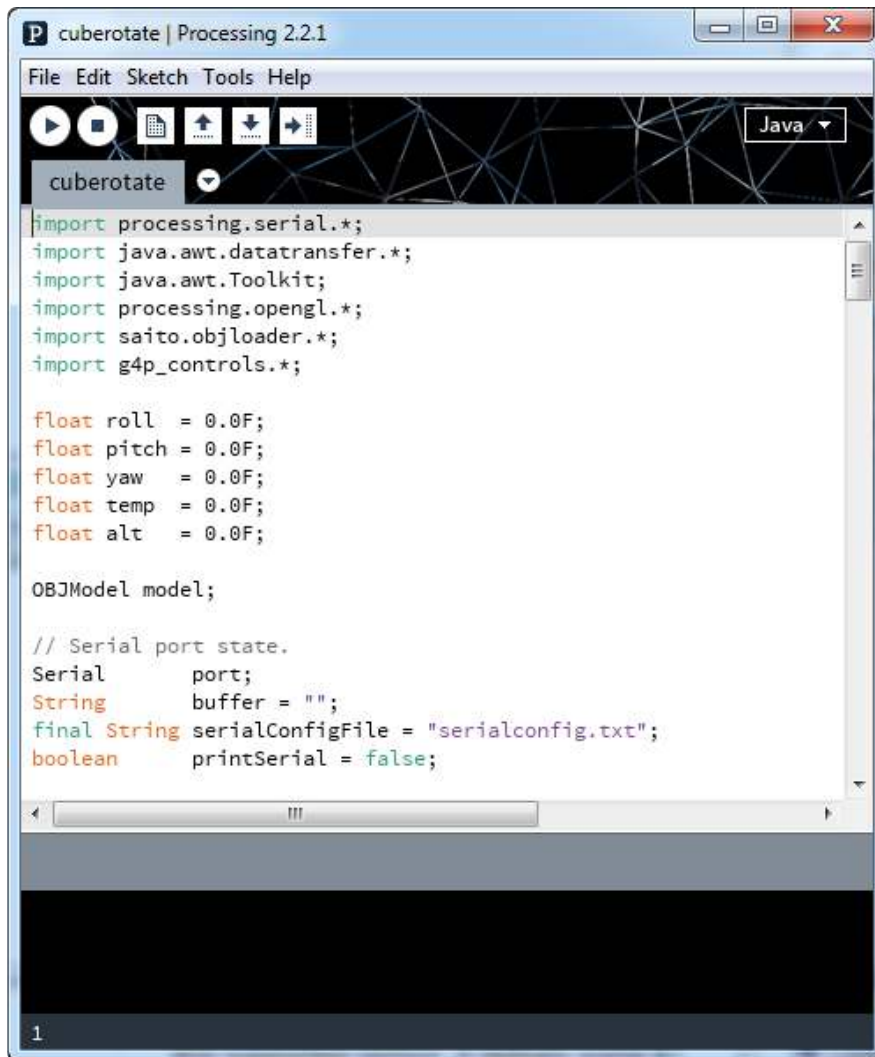 cuberotate | Processing 2.2.1
File Edit Sketch Tools Help
Java
cuberotate
import processing.serial.*;
import java.awt.datatransfer.*;
import java.awt.Toolkit;
import processing.opengl.*;
import saito.objloader.*;
import g4p_controls.*;
float roll  = 0.0F;
float pitch = 0.0F;
float yaw   = 0.0F;
float temp  = 0.0F;
float alt   = 0.0F;
OBJModel model;
// Serial port state.
Serial       port;
String       buffer = "";
final String serialConfigFile = "serialconfig.txt";
boolean      printSerial = false;
1